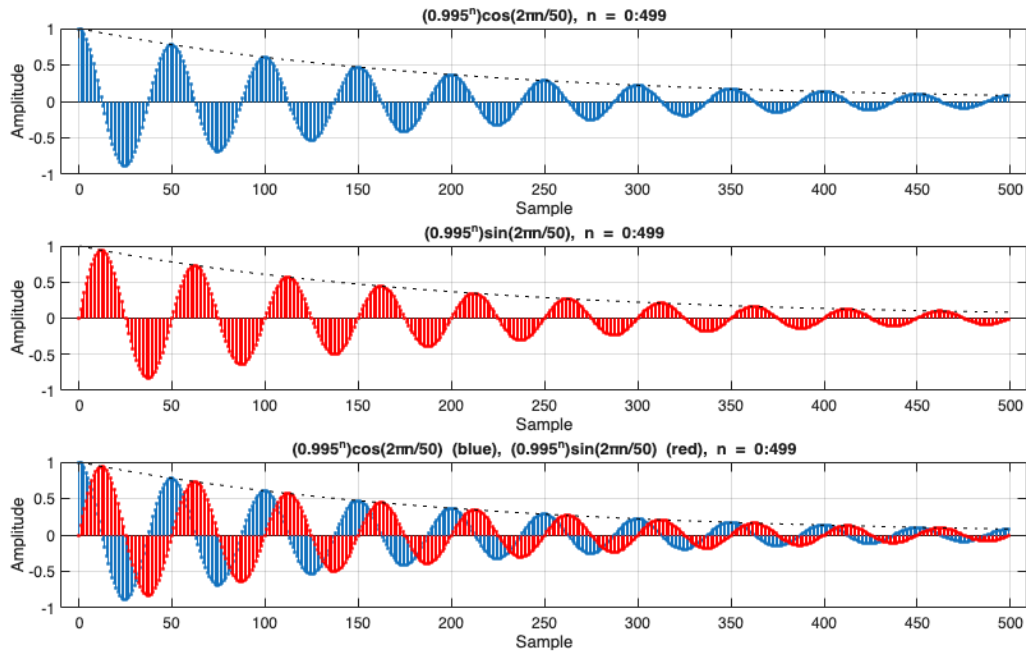 (0.995ⁿ)cos(2πn/50), n = 0:499
1
0.5
0
-0.5
-1
Amplitude
0 50 100 150 200 250 300 350 400 450 500
Sample
(0.995ⁿ)sin(2πn/50), n = 0:499
1
0.5
0
-0.5
-1
Amplitude
0 50 100 150 200 250 300 350 400 450 500
Sample
(0.995ⁿ)cos(2πn/50) (blue), (0.995ⁿ)sin(2πn/50) (red), n = 0:499
1
0.5
0
-0.5
-1
Amplitude
0 50 100 150 200 250 300 350 400 450 500
Sample